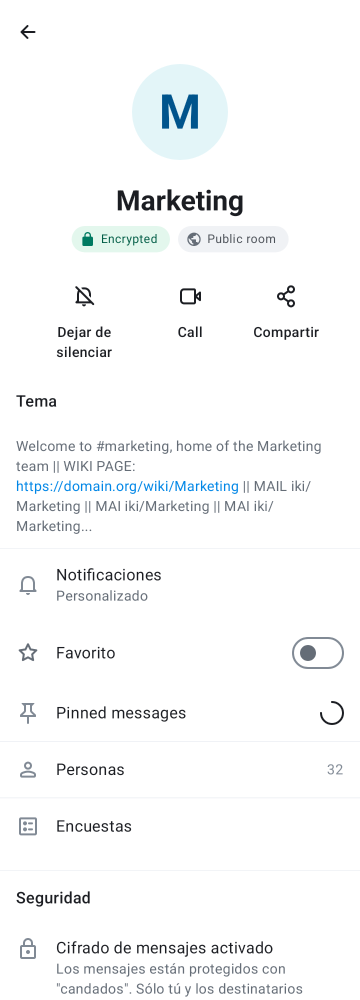 M
Marketing
Encrypted
Public room
Dejar de
silenciar
Call
Compartir
Tema
Welcome to #marketing, home of the Marketing
team || WIKI PAGE:
https://domain.org/wiki/Marketing || MAIL iki/
Marketing || MAI iki/Marketing || MAI iki/
Marketing...
Notificaciones
Personalizado
Favorito
Pinned messages
Personas
32
Encuestas
Seguridad
Cifrado de mensajes activado
Los mensajes están protegidos con
"candados". Sólo tú y los destinatarios